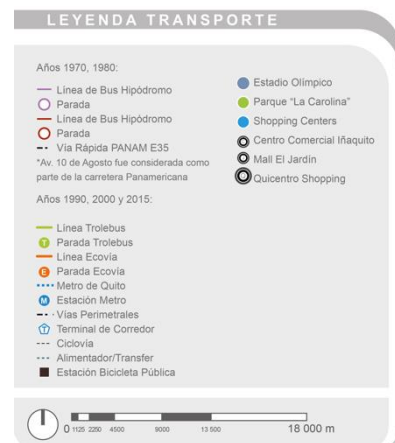 LEYENDA TRANSPORTE
Años 1970, 1980:
Línea de Bus Hipódromo
Parada
Línea de Bus Hipódromo
Parada
Vía Rápida PANAM E35
*Av. 10 de Agosto fue considerada como
parte de la carretera Panamericana
Años 1990, 2000 y 2015:
Línea Trolebus
T Parada Trolebus
Línea Ecovía
E Parada Ecovía
Metro de Quito
M Estación Metro
Vías Perimetrales
T Terminal de Corredor
Ciclovía
Alimentador/Transfer
Estación Bicicleta Pública
Estadio Olímpico
Parque "La Carolina"
Shopping Centers
Centro Comercial Iñaquito
Mall El Jardín
Quicentro Shopping
0 1125 2250 4500 9000 13 500 18 000 m